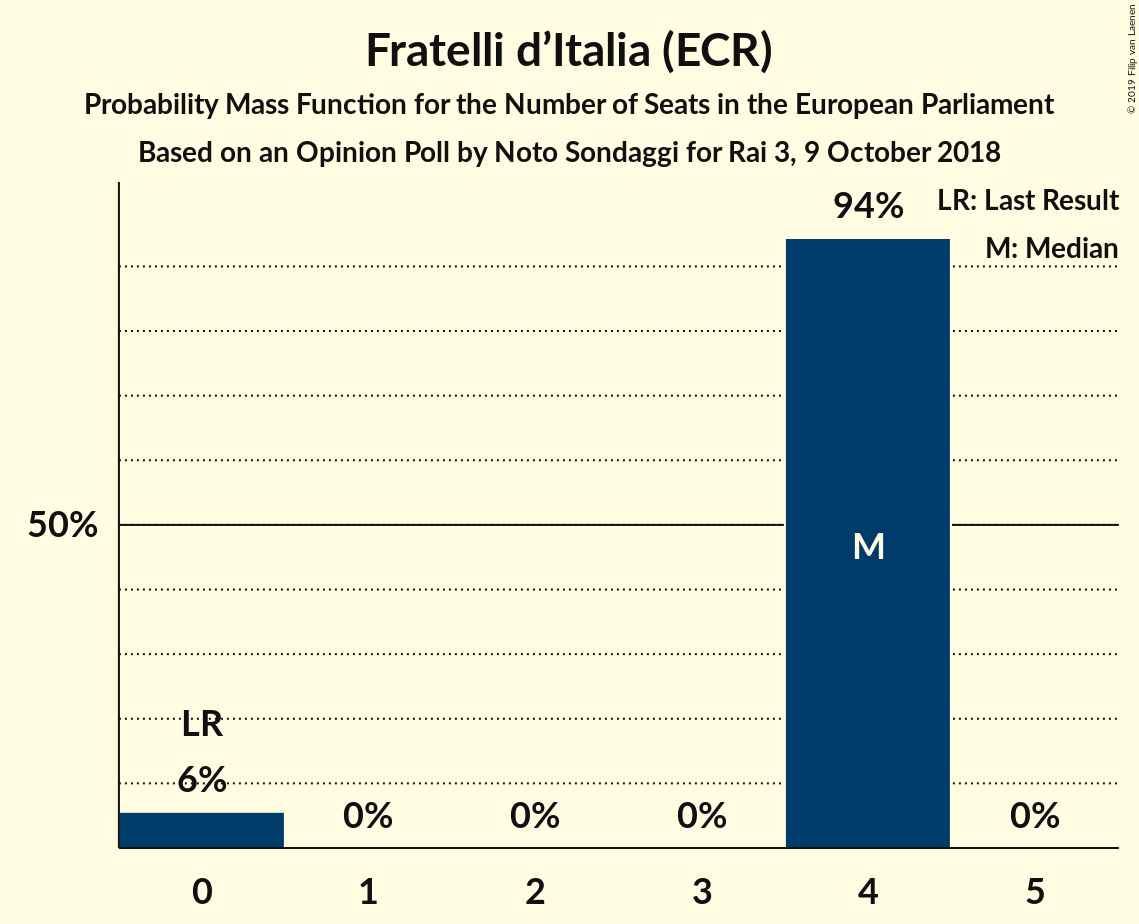 Fratelli d’Italia (ECR)
Probability Mass Function for the Number of Seats in the European Parliament
Based on an Opinion Poll by Noto Sondaggi for Rai 3, 9 October 2018
© 2019 Filip van Laenen
LR: Last Result
M: Median
94%
50%
M
LR
6%
0%
0%
0%
0%
0
1
2
3
4
5